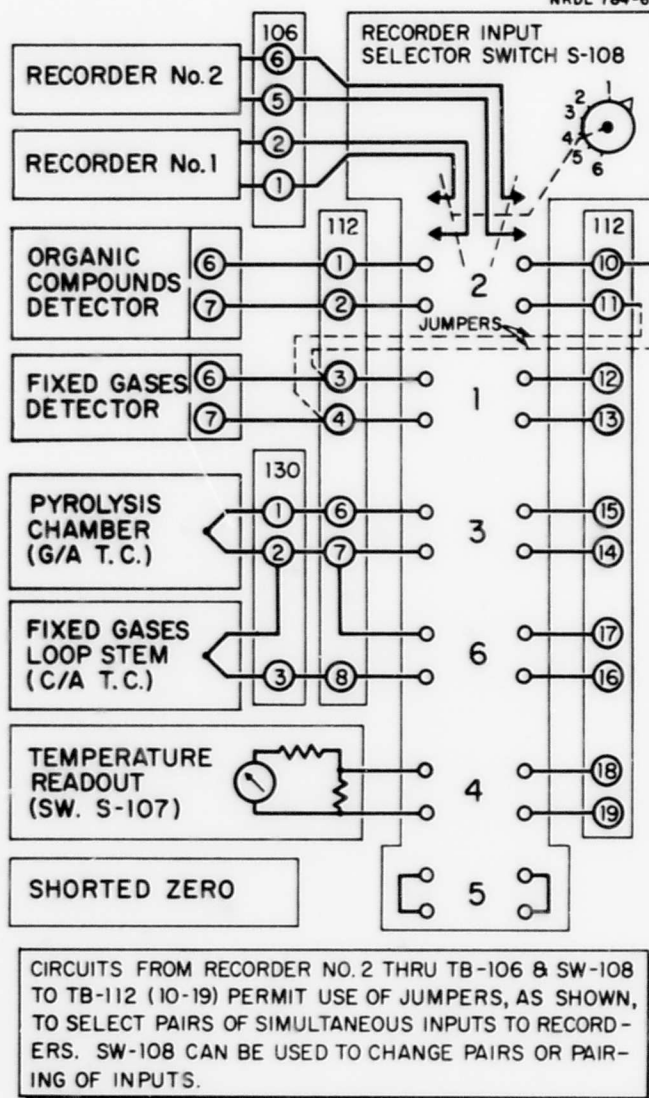 RECORDER No.2
RECORDER No.1
106
6
5
2
1
RECORDER INPUT
SELECTOR SWITCH S-108
1
2
3
4
5
6
112
112
ORGANIC
COMPOUNDS
DETECTOR
6
7
1
2
2
10
11
JUMPERS
FIXED GASES
DETECTOR
6
7
3
4
1
12
13
130
PYROLYSIS
CHAMBER
(G/A T.C.)
1
2
6
7
3
15
14
FIXED GASES
LOOP STEM
(C/A T.C.)
3
8
6
17
16
TEMPERATURE
READOUT
(SW. S-107)
4
18
19
SHORTED ZERO
5
CIRCUITS FROM RECORDER NO. 2 THRU TB-106 & SW-108
TO TB-112 (10-19) PERMIT USE OF JUMPERS, AS SHOWN,
TO SELECT PAIRS OF SIMULTANEOUS INPUTS TO RECORD-
ERS. SW-108 CAN BE USED TO CHANGE PAIRS OR PAIR-
ING OF INPUTS.